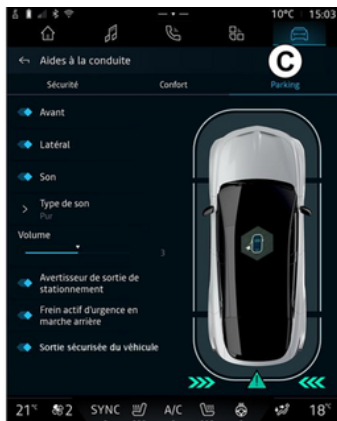 10°C 15:03
Aides à la conduite
C
Sécurité Confort Parking
Avant
Latéral
Son
Type de son
Pur
Volume
3
Avertisseur de sortie de
stationnement
Frein actif d'urgence en
marche arrière
Sortie sécurisée du véhicule
21°C 2 SYNC A/C 18°C